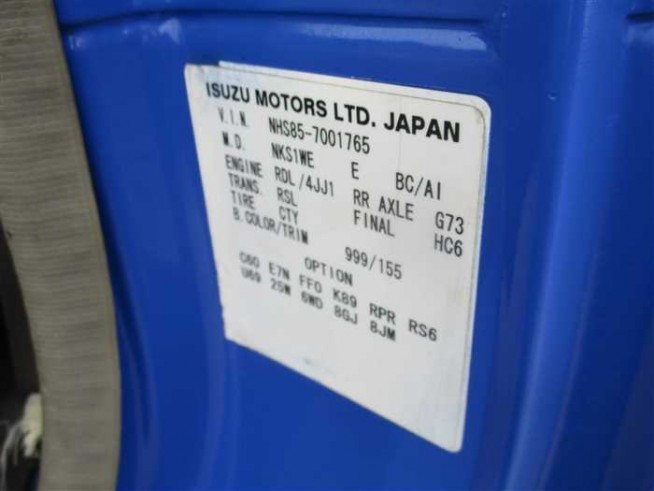 ISUZU MOTORS LTD. JAPAN
V.I.N. NHS85-7001765
M.D. NKS1WE E BC/AI
ENGINE RDL/4JJ1 RR AXLE G73
TRANS. RSL FINAL HC6
TIRE CTY
B.COLOR/TRIM 999/155
OPTION
C60 E7N FF0 K89 RPR RS6
U69 2SW 6WD 8GJ 8JM